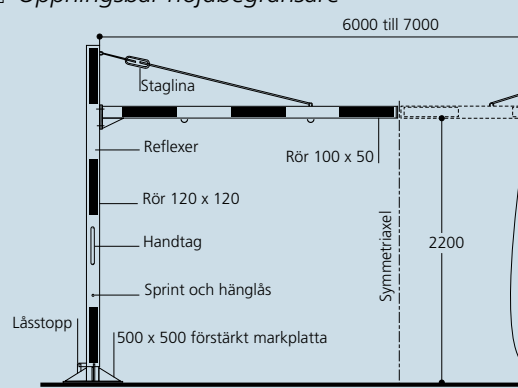 Öppningsbar höjdbegränsare
6000 till 7000
Staglina
Reflexer
Rör 100 x 50
Rör 120 x 120
Handtag
2200
Symmetriaxel
Sprint och hänglås
Låsstopp
500 x 500 förstärkt markplatta